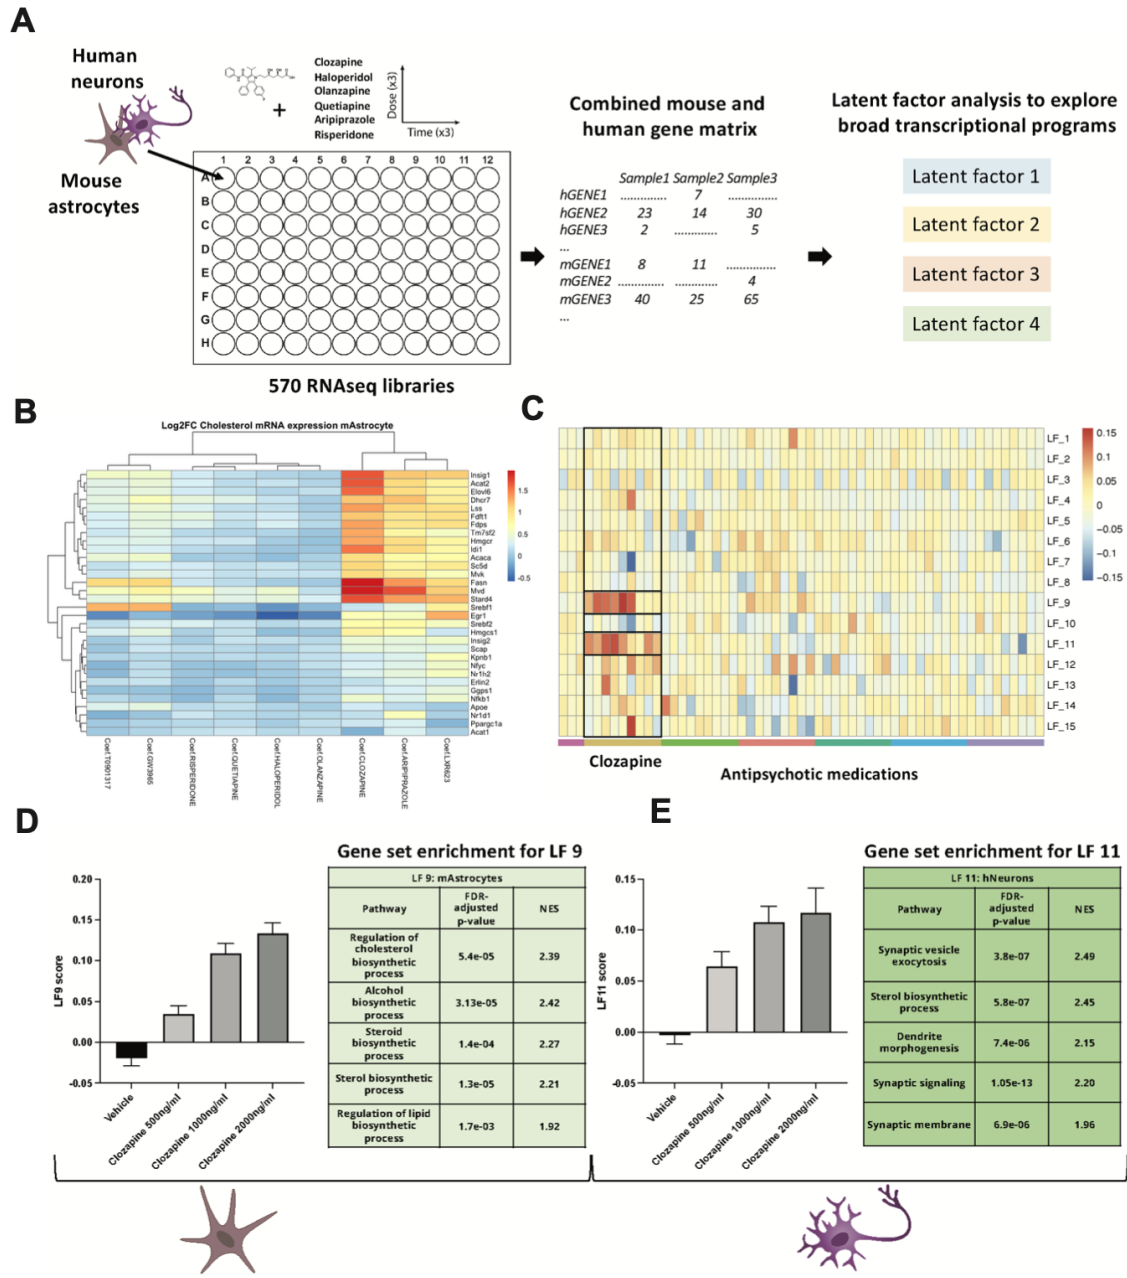 A
Human
neurons
Mouse
astrocytes
+
Clozapine
Haloperidol
Olanzapine
Quetiapine
Aripiprazole
Risperidone
Dose (x3)
Time (x3)
1 2 3 4 5 6 7 8 9 10 11 12
A
B
C
D
E
F
G
H
570 RNAseq libraries
Combined mouse and
human gene matrix
Sample1 Sample2 Sample3
hGENE1 .............. 7 ...............
hGENE2 23 14 30
hGENE3 2 ............. 5
...
mGENE1 8 11 ...............
mGENE2 .............. ............. 4
mGENE3 40 25 65
...
Latent factor analysis to explore
broad transcriptional programs
Latent factor 1
Latent factor 2
Latent factor 3
Latent factor 4
B
Log2FC Cholesterol mRNA expression mAstrocyte
Insig1
Acat2
Elovl6
Dhcr7
Lss
Fdft1
Fdps
Tm7sf2
Hmgcr
Idi1
Acaca
Sc5d
Mvk
Fasn
Mvd
Stard4
Srebf1
Egr1
Srebf2
Hmgcs1
Insig2
Scap
Kpnb1
Nfyc
Nr1h2
Erlin2
Ggps1
Nfkb1
Apoe
Nr1d1
Ppargc1a
Acat1
1.5
1
0.5
0
-0.5
Coef.T0901317
Coef.GW3965
Coef.RISPERIDONE
Coef.QUETIAPINE
Coef.HALOPERIDOL
Coef.OLANZAPINE
Coef.CLOZAPINE
Coef.ARIPIPRAZOLE
Coef.LXR623
C
LF_1
LF_2
LF_3
LF_4
LF_5
LF_6
LF_7
LF_8
LF_9
LF_10
LF_11
LF_12
LF_13
LF_14
LF_15
0.15
0.1
0.05
0
−0.05
−0.1
−0.15
Clozapine
Antipsychotic medications
D
LF9 score
0.20
0.15
0.10
0.05
0.00
-0.05
Vehicle
Clozapine 500ng/ml
Clozapine 1000ng/ml
Clozapine 2000ng/ml
Gene set enrichment for LF 9
LF 9: mAstrocytes
Pathway FDR-adjusted p-value NES
Regulation of cholesterol biosynthetic process 5.4e-05 2.39
Alcohol biosynthetic process 3.13e-05 2.42
Steroid biosynthetic process 1.4e-04 2.27
Sterol biosynthetic process 1.3e-05 2.21
Regulation of lipid biosynthetic process 1.7e-03 1.92
E
LF11 score
0.15
0.10
0.05
0.00
-0.05
Vehicle
Clozapine 500ng/ml
Clozapine 1000ng/ml
Clozapine 2000ng/ml
Gene set enrichment for LF 11
LF 11: hNeurons
Pathway FDR-adjusted p-value NES
Synaptic vesicle exocytosis 3.8e-07 2.49
Sterol biosynthetic process 5.8e-07 2.45
Dendrite morphogenesis 7.4e-06 2.15
Synaptic signaling 1.05e-13 2.20
Synaptic membrane 6.9e-06 1.96